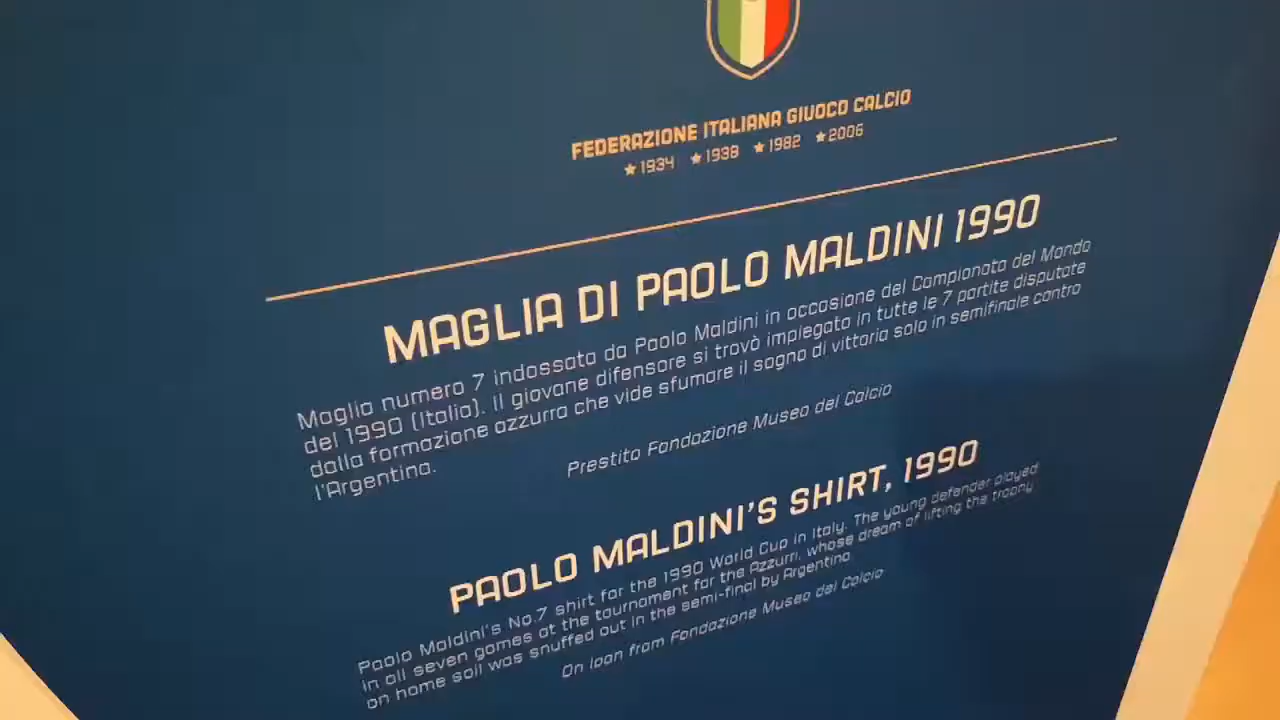 FEDERAZIONE ITALIANA GIUOCO CALCIO
★1934 ★1938 ★1982 ★2006
MAGLIA DI PAOLO MALDINI 1990
Maglia numero 7 indossata da Paolo Maldini in occasione del Campionato del Mondo
del 1990 (Italia). Il giovane difensore si trovò impiegato in tutte le 7 partite disputate
dalla formazione azzurra che vide sfumare il sogno di vittoria solo in semifinale contro
l'Argentina.
Prestito Fondazione Museo del Calcio
PAOLO MALDINI'S SHIRT, 1990
Paolo Maldini's No.7 shirt for the 1990 World Cup in Italy. The young defender played
in all seven games at the tournament for the Azzurri, whose dream of lifting the trophy
on home soil was snuffed out in the semi-final by Argentina
On loan from Fondazione Museo del Calcio